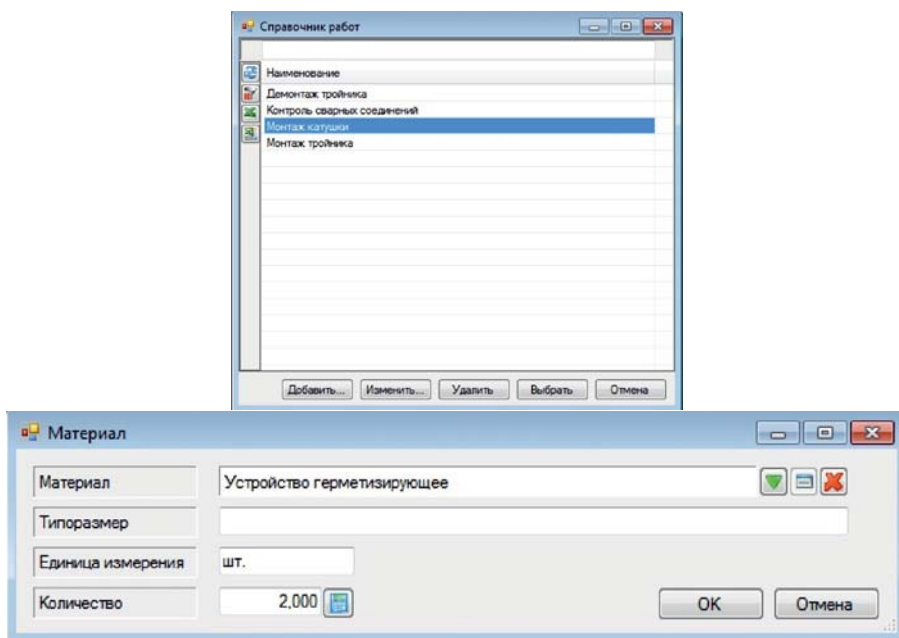 Справочник работ
Наименование
Демонтаж тройника
Контроль сварных соединений
Монтаж катушки
Монтаж тройника
Добавить... Изменить... Удалить Выбрать Отмена
Материал
Материал Устройство герметизирующее
Типоразмер
Единица измерения шт.
Количество 2,000 OK Отмена